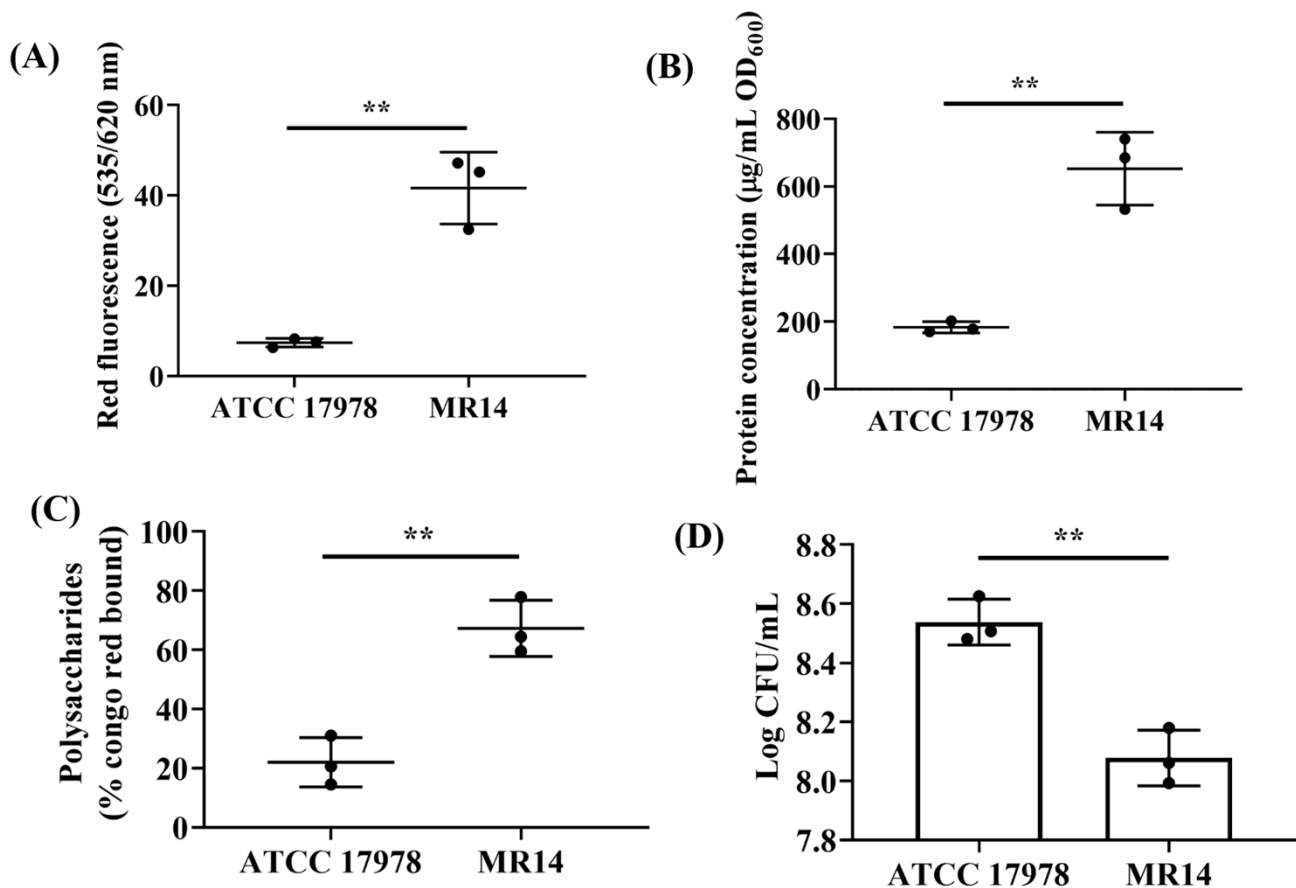 (A)
Red fluorescence (535/620 nm)
60
40
20
0
**
ATCC 17978
MR14
(B)
Protein concentration (µg/mL OD600)
800
600
400
200
0
**
ATCC 17978
MR14
(C)
Polysaccharides
(% congo red bound)
100
80
60
40
20
0
**
ATCC 17978
MR14
(D)
Log CFU/mL
8.8
8.6
8.4
8.2
8.0
7.8
**
ATCC 17978
MR14